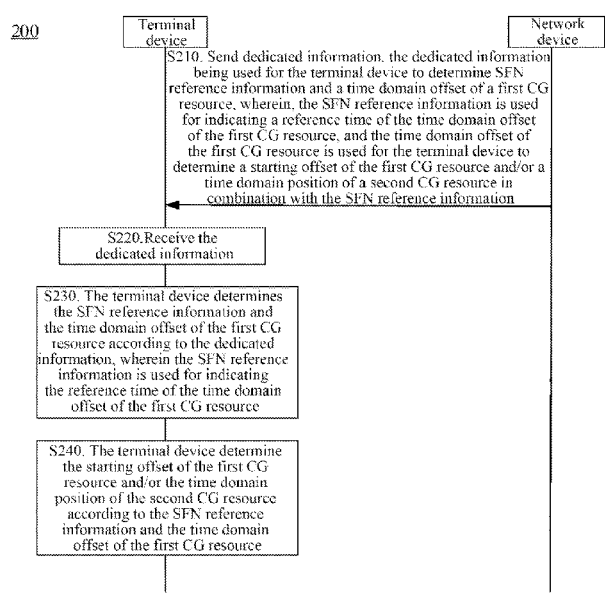 200
Terminal
device
Network
device
S210. Send dedicated information, the dedicated information
being used for the terminal device to determine SFN
reference information and a time domain offset of a first CG
resource, wherein, the SFN reference information is used
for indicating a reference time of the time domain offset
of the first CG resource, and the time domain offset of
the first CG resource is used for the terminal device to
determine a starting offset of the first CG resource and/or a
time domain position of a second CG resource in
combination with the SFN reference information
S220.Receive the
dedicated information
S230. The terminal device determines
the SFN reference information and
the time domain offset of the first CG
resource according to the dedicated
information, wherein the SFN reference
information is used for indicating
the reference time of the time domain
offset of the first CG resource
S240. The terminal device determine
the starting offset of the first CG
resource and/or the time domain
position of the second CG resource
according to the SFN reference
information and the time domain
offset of the first CG resource